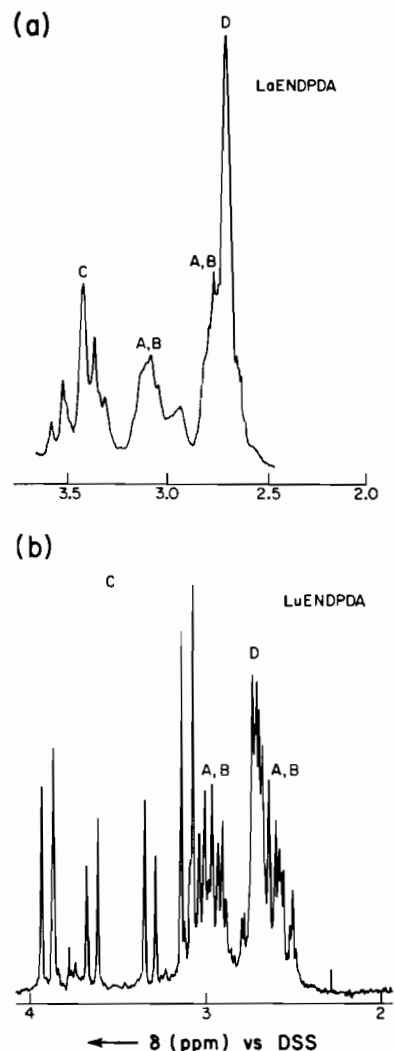 (a)
D
LaENDPDA
C
A,B
A,B
3.5 3.0 2.5 2.0
(b)
C
LuENDPDA
D
A,B
A,B
4 3 2
← δ (ppm) vs DSS